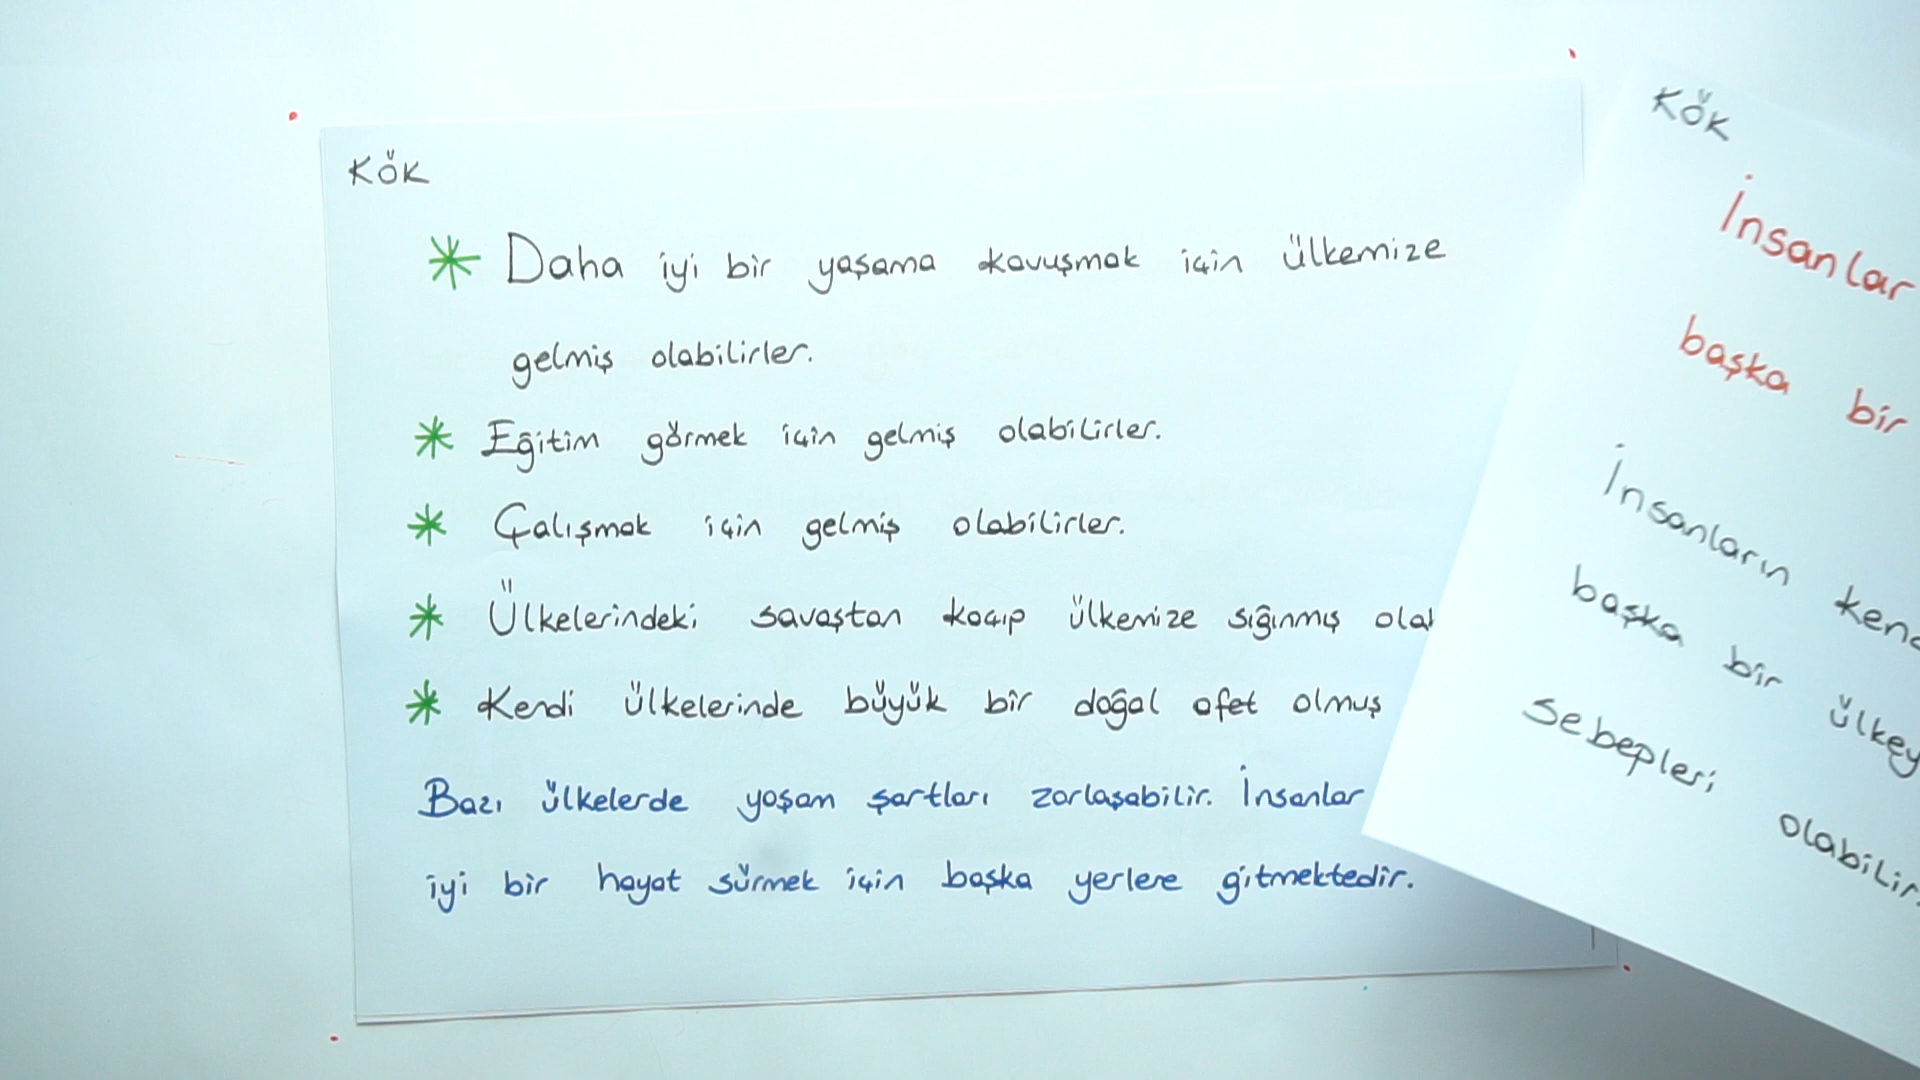 KÖK
* Daha iyi bir yaşama kavuşmak için ülkemize
gelmiş olabilirler.
* Eğitim görmek için gelmiş olabilirler.
* Çalışmak için gelmiş olabilirler.
* Ülkelerindeki savaştan kaçıp ülkemize sığınmış
* Kendi ülkelerinde büyük bir doğal afet olmuş
Bazı ülkelerde yaşam şartları zorlaşabilir. İnsanlar
iyi bir hayat sürmek için başka yerlere gitmektedir.
KÖK
İnsanlar
başka bir
İnsanların
başka bir
sebepleri olabilir